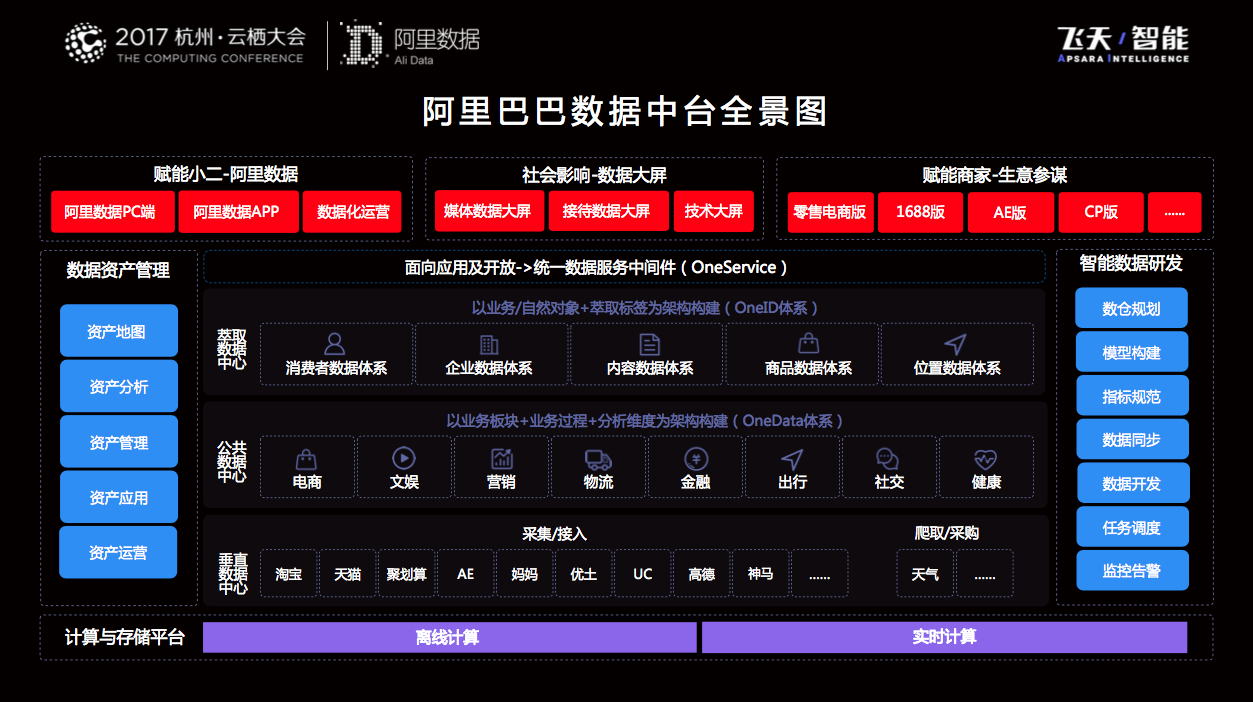 2017 杭州·云栖大会
THE COMPUTING CONFERENCE
阿里数据
Ali Data
飞天/智能
APSARA INTELLIGENCE
阿里巴巴数据中台全景图
赋能小二-阿里数据
阿里数据PC端
阿里数据APP
数据化运营
社会影响-数据大屏
媒体数据大屏
接待数据大屏
技术大屏
赋能商家-生意参谋
零售电商版
1688版
AE版
CP版
......
数据资产管理
资产地图
资产分析
资产管理
资产应用
资产运营
面向应用及开放->统一数据服务中间件（OneService）
以业务/自然对象+萃取标签为架构构建（OneID体系）
萃取
数据
中心
消费者数据体系
企业数据体系
内容数据体系
商品数据体系
位置数据体系
以业务板块+业务过程+分析维度为架构构建（OneData体系）
公共
数据
中心
电商
文娱
营销
物流
金融
出行
社交
健康
采集/接入
爬取/采购
垂直
数据
中心
淘宝
天猫
聚划算
AE
妈妈
优土
UC
高德
神马
......
天气
......
智能数据研发
数仓规划
模型构建
指标规范
数据同步
数据开发
任务调度
监控告警
计算与存储平台
离线计算
实时计算